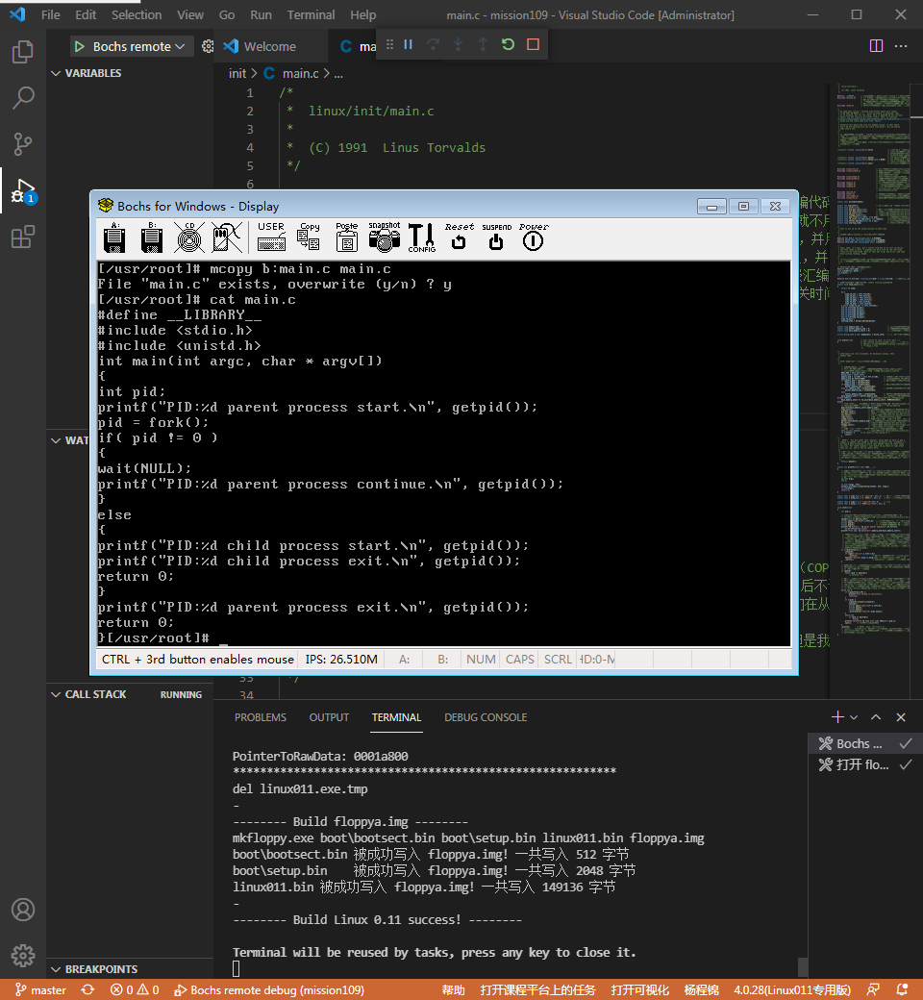 File Edit Selection View Go Run Terminal Help main.c - mission109 - Visual Studio Code [Administrator]
Bochs remote Welcome
VARIABLES
init > C main.c > ...
1 /*
2 * linux/init/main.c
3 *
4 * (C) 1991 Linus Torvalds
5 */
6
Bochs for Windows - Display
A: B: CD USER Copy Paste snapshot CONFIG Reset SUSPEND Power
[/usr/root]# mcopy b:main.c main.c
File "main.c" exists, overwrite (y/n) ? y
[/usr/root]# cat main.c
#define __LIBRARY__
#include <stdio.h>
#include <unistd.h>
int main(int argc, char * argv[])
{
int pid;
printf("PID:%d parent process start.\n", getpid());
pid = fork();
if( pid != 0 )
{
wait(NULL);
printf("PID:%d parent process continue.\n", getpid());
}
else
{
printf("PID:%d child process start.\n", getpid());
printf("PID:%d child process exit.\n", getpid());
return 0;
}
printf("PID:%d parent process exit.\n", getpid());
return 0;
}[/usr/root]# _
CTRL + 3rd button enables mouse IPS: 26.510M A: B: NUM CAPS SCRL HD:0-M
编代码
就不用
汇编
关时间
(COP
后不
在从
是我
WAT
33 */
34
CALL STACK RUNNING
PROBLEMS OUTPUT TERMINAL DEBUG CONSOLE
Bochs ...
打开 flo...
PointerToRawData: 0001a800
*********************************************************
del linux011.exe.tmp
-
-------- Build floppya.img --------
mkfloppy.exe boot\bootsect.bin boot\setup.bin linux011.bin floppya.img
boot\bootsect.bin 被成功写入 floppya.img! 一共写入 512 字节
boot\setup.bin 被成功写入 floppya.img! 一共写入 2048 字节
linux011.bin 被成功写入 floppya.img! 一共写入 149136 字节
-
-------- Build Linux 0.11 success! --------
Terminal will be reused by tasks, press any key to close it.
BREAKPOINTS
master 0 0 Bochs remote debug (mission109) 帮助 打开课程平台上的任务 打开可视化 杨程锦 4.0.28(Linux011专用版)